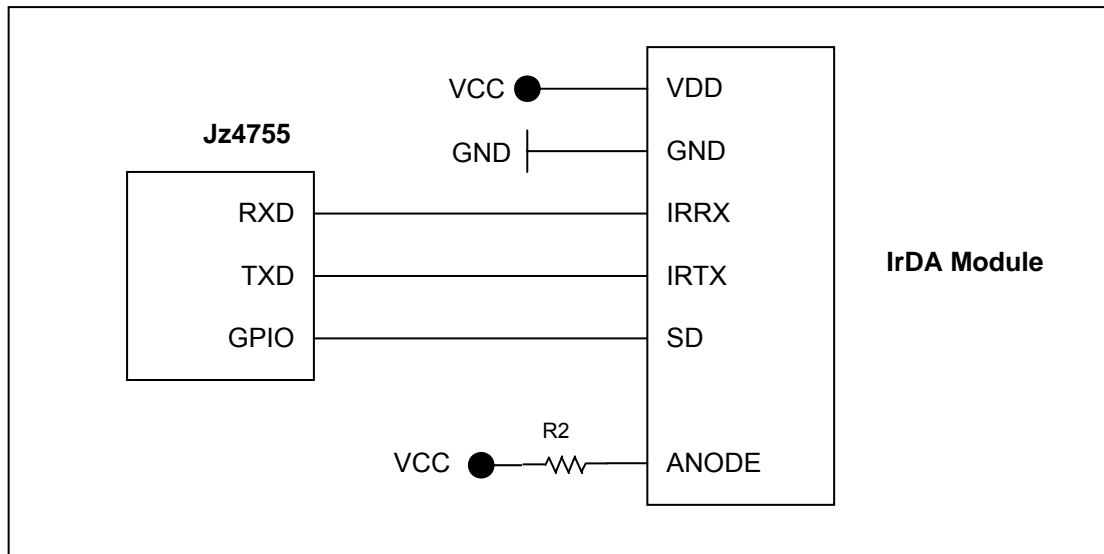 VCC
VDD
Jz4755
GND
GND
RXD
IRRX
TXD
IRTX
IrDA Module
GPIO
SD
R2
VCC
ANODE